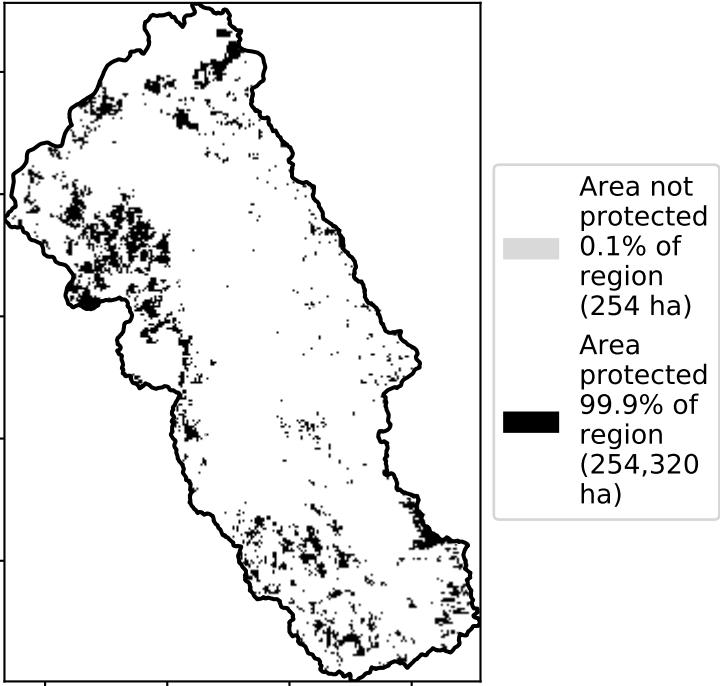 Area not
protected
0.1% of
region
(254 ha)
Area
protected
99.9% of
region
(254,320
ha)